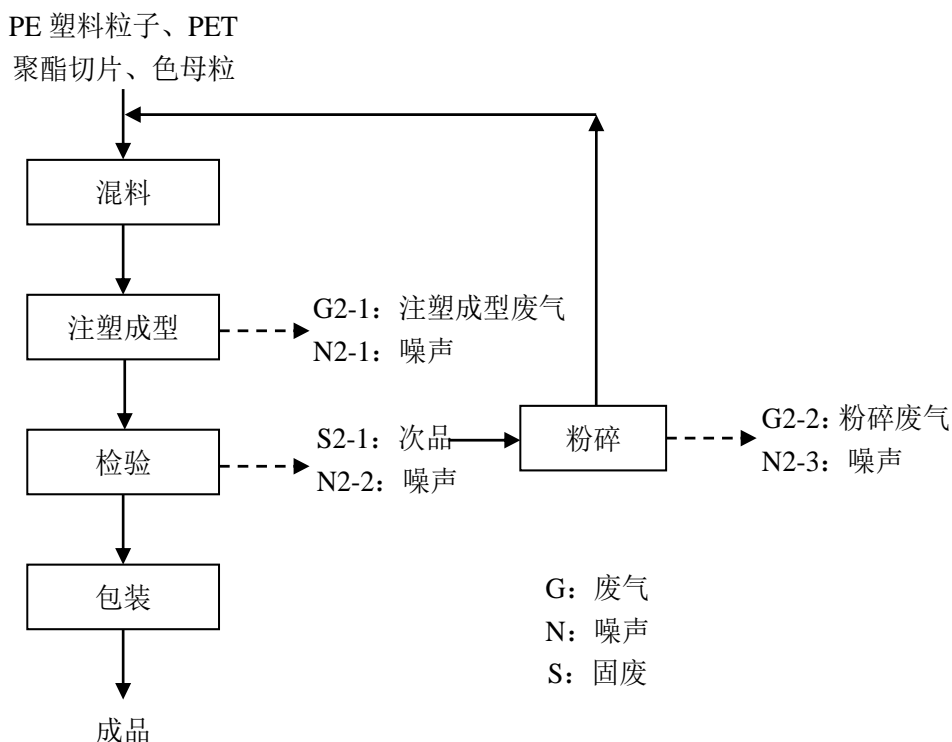 PE 塑料粒子、PET
聚酯切片、色母粒
混料
注塑成型
G2-1：注塑成型废气
N2-1：噪声
检验
S2-1：次品
N2-2：噪声
粉碎
G2-2：粉碎废气
N2-3：噪声
包装
G：废气
N：噪声
S：固废
成品